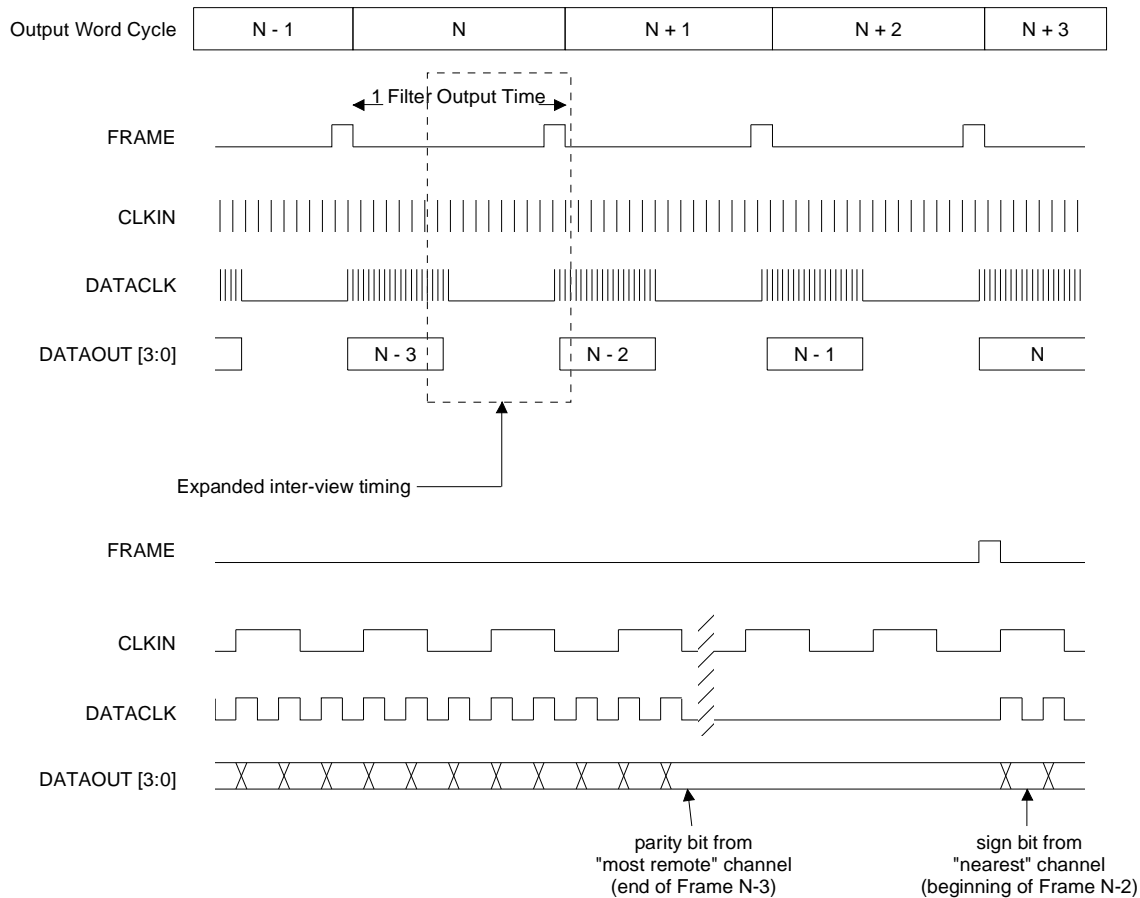 Output Word Cycle
N - 1
N
N + 1
N + 2
N + 3
1 Filter Output Time
FRAME
CLKIN
DATACLK
DATAOUT [3:0]
N - 3
N - 2
N - 1
N
Expanded inter-view timing
FRAME
CLKIN
DATACLK
DATAOUT [3:0]
parity bit from
"most remote" channel
(end of Frame N-3)
sign bit from
"nearest" channel
(beginning of Frame N-2)